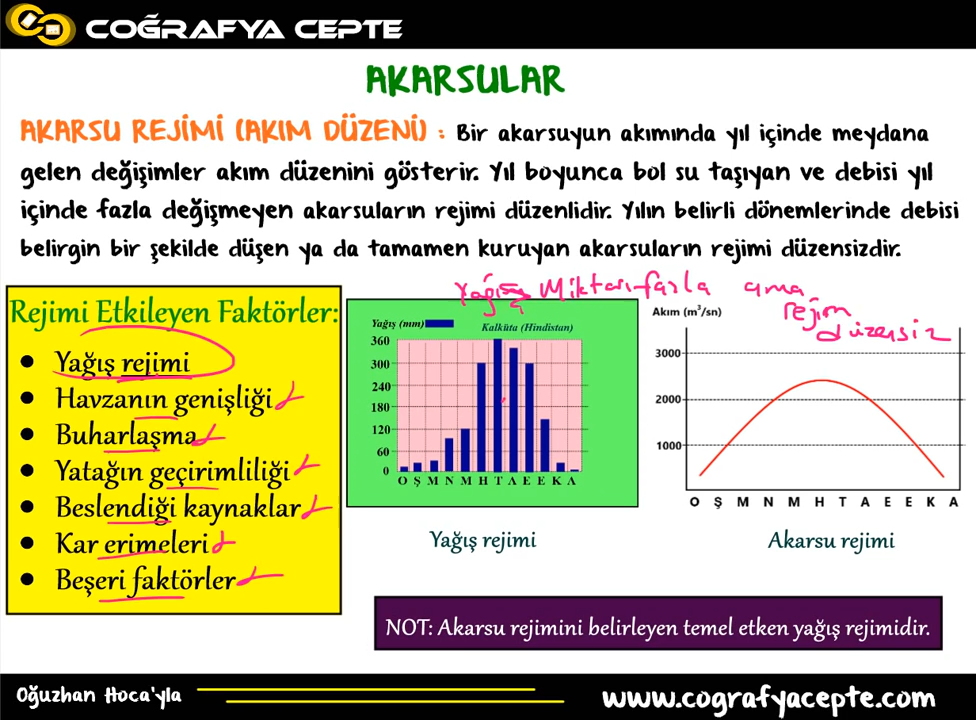 COĞRAFYA CEPTE
AKARSULAR
AKARSU REJİMİ (AKIM DÜZENİ) : Bir akarsuyun akımında yıl içinde meydana
gelen değişimler akım düzenini gösterir. Yıl boyunca bol su taşıyan ve debisi yıl
içinde fazla değişmeyen akarsuların rejimi düzenlidir. Yılın belirli dönemlerinde debisi
belirgin bir şekilde düşen ya da tamamen kuruyan akarsuların rejimi düzensizdir.
Rejimi Etkileyen Faktörler:
• Yağış rejimi
• Havzanın genişliği
• Buharlaşma
• Yatağın geçirimliliği
• Beslendiği kaynaklar
• Kar erimeleri
• Beşeri faktörler
Yağış Miktarı fazla ama
rejim
düzensiz
Yağış (mm)
Kalküta (Hindistan)
360
300
240
180
120
60
0
O Ş M N M H T A E E K A
Yağış rejimi
Akım (m³/sn)
3000
2000
1000
O Ş M N M H T A E E K A
Akarsu rejimi
NOT: Akarsu rejimini belirleyen temel etken yağış rejimidir.
Oğuzhan Hoca'yla
www.cografyacepte.com